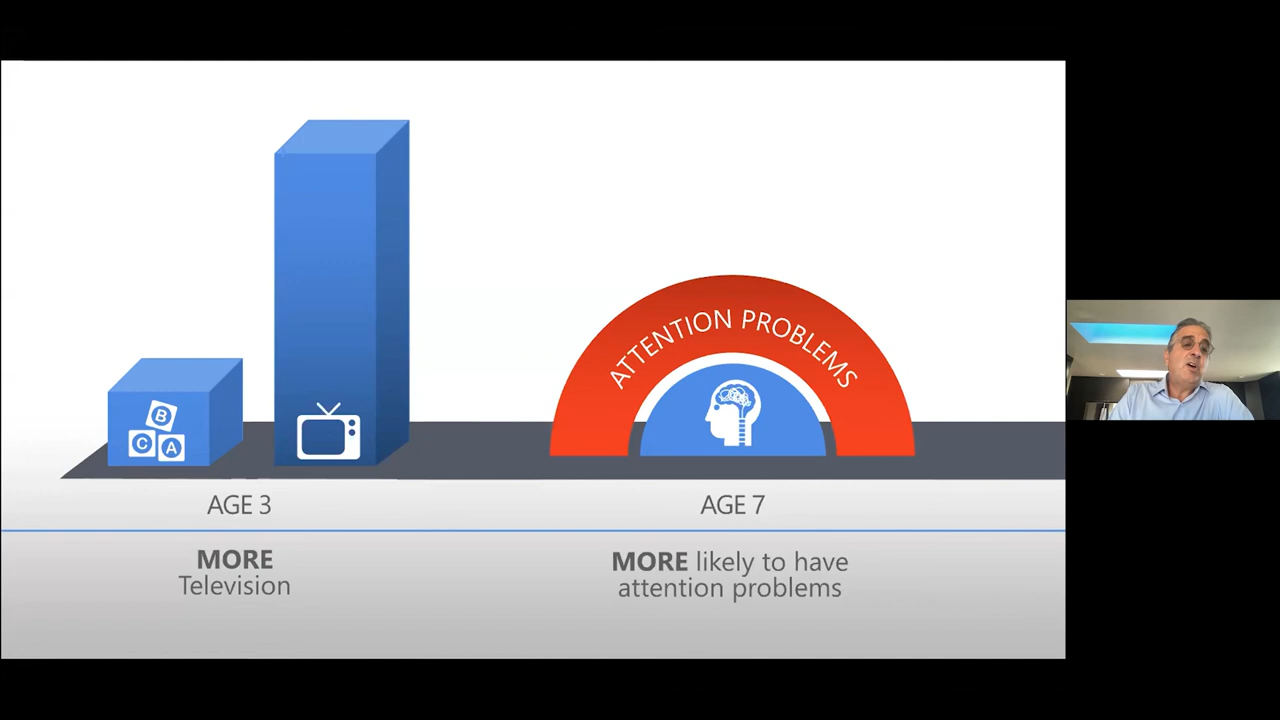 B
C A
ATTENTION PROBLEMS
AGE 3
AGE 7
MORE
Television
MORE likely to have
attention problems